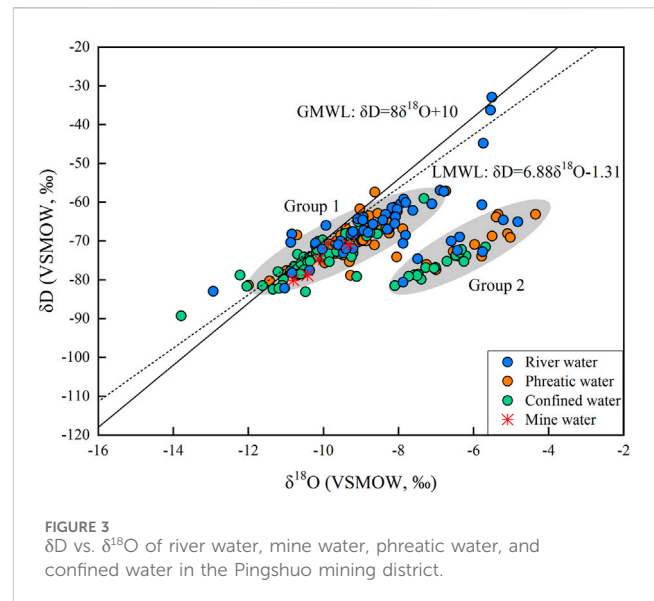 -20
-30
-40
-50
-60
-70
-80
-90
-100
-110
-120
δD (VSMOW, ‰)
GMWL: δD=8δ¹⁸O+10
LMWL: δD=6.88δ¹⁸O-1.31
Group 1
Group 2
River water
Phreatic water
Confined water
Mine water
-16 -14 -12 -10 -8 -6 -4 -2
δ¹⁸O (VSMOW, ‰)
FIGURE 3
δD vs. δ¹⁸O of river water, mine water, phreatic water, and
confined water in the Pingshuo mining district.